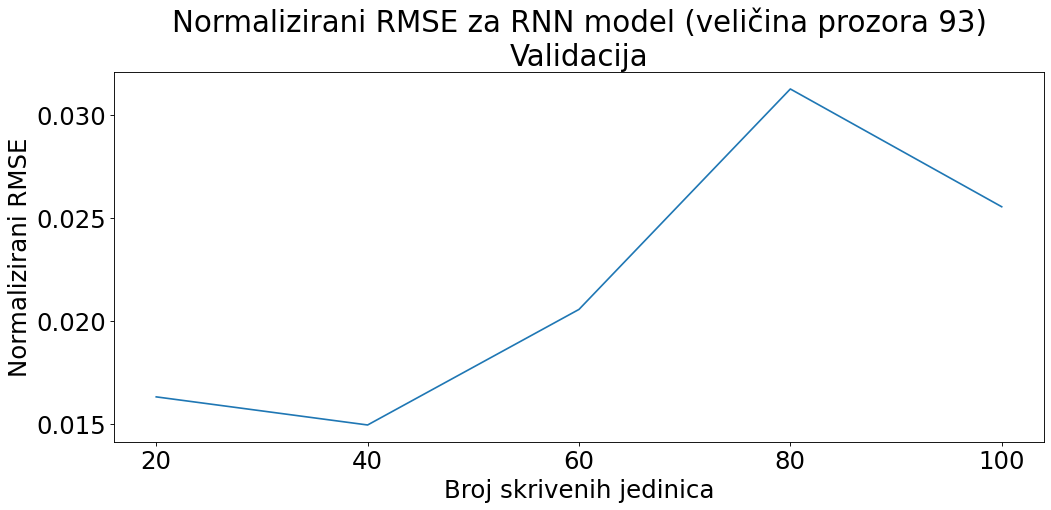 Normalizirani RMSE za RNN model (veličina prozora 93)
Validacija
Normalizirani RMSE
0.030
0.025
0.020
0.015
20 40 60 80 100
Broj skrivenih jedinica